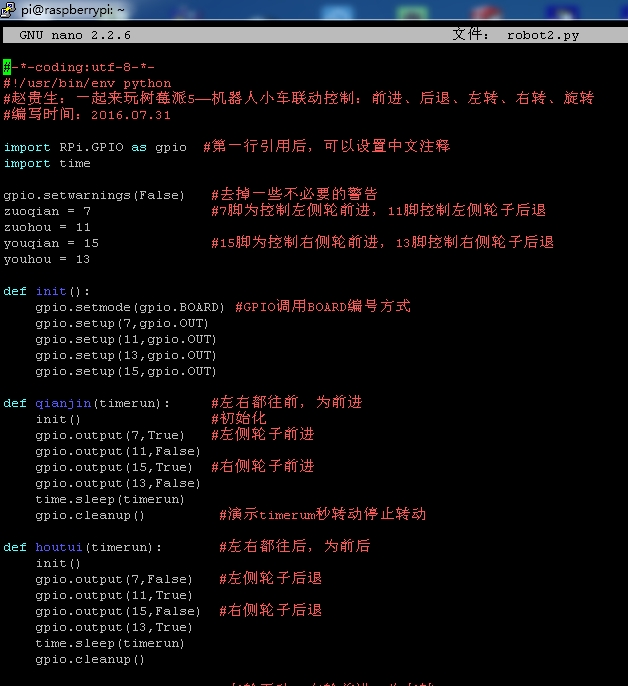 pi@raspberrypi: ~
GNU nano 2.2.6 文件： robot2.py
#-*-coding:utf-8-*-
#!/usr/bin/env python
#赵贵生：一起来玩树莓派5——机器人小车联动控制：前进、后退、左转、右转、旋转
#编写时间：2016.07.31
import RPi.GPIO as gpio #第一行引用后，可以设置中文注释
import time
gpio.setwarnings(False) #去掉一些不必要的警告
zuoqian = 7 #7脚为控制左侧轮前进，11脚控制左侧轮子后退
zuohou = 11
youqian = 15 #15脚为控制右侧轮前进，13脚控制右侧轮子后退
youhou = 13
def init():
gpio.setmode(gpio.BOARD) #GPIO调用BOARD编号方式
gpio.setup(7,gpio.OUT)
gpio.setup(11,gpio.OUT)
gpio.setup(13,gpio.OUT)
gpio.setup(15,gpio.OUT)
def qianjin(timerun): #左右都往前，为前进
init() #初始化
gpio.output(7,True) #左侧轮子前进
gpio.output(11,False)
gpio.output(15,True) #右侧轮子前进
gpio.output(13,False)
time.sleep(timerun)
gpio.cleanup() #演示timerum秒转动停止转动
def houtui(timerun): #左右都往后，为前后
init()
gpio.output(7,False) #左侧轮子后退
gpio.output(11,True)
gpio.output(15,False) #右侧轮子后退
gpio.output(13,True)
time.sleep(timerun)
gpio.cleanup()